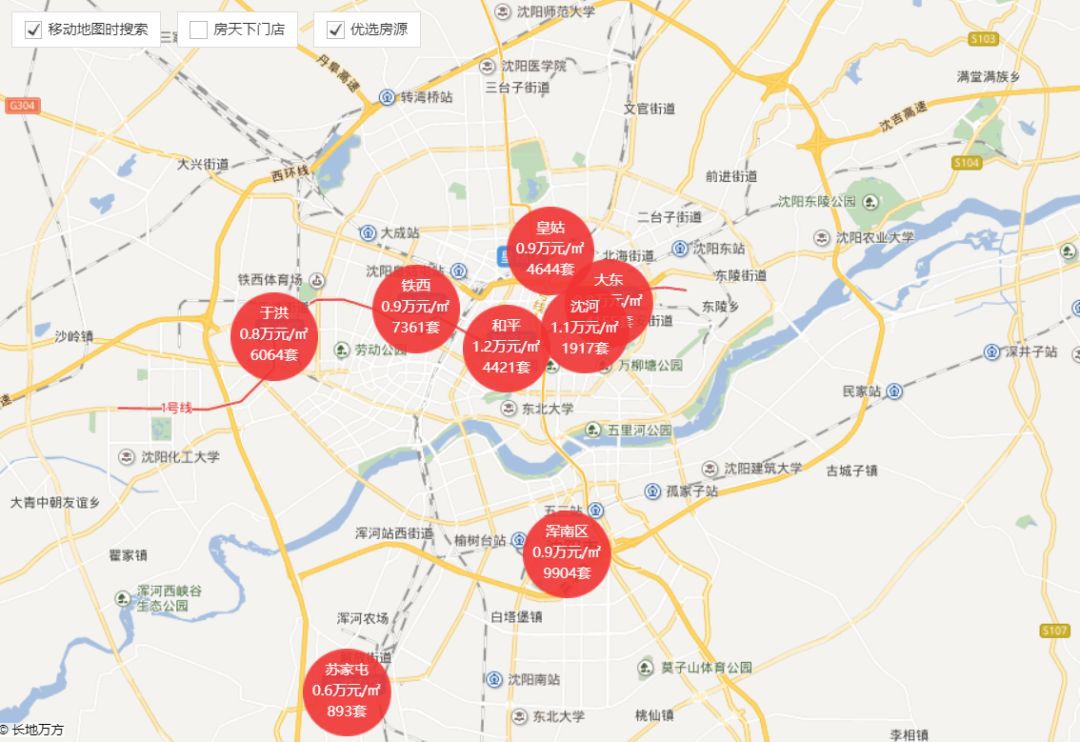 移动地图时搜索
房天下门店
优选房源
沈阳师范大学
S103
丹阜高速
沈阳医学院
三台子街道
满堂满族乡
转湾桥站
G304
文官街道
沈吉高速
大兴街道
西环线
S104
前进街道
沈阳东陵公园
二台子街道
皇姑
0.9万元/㎡
4644套
大成站
沈阳农业大学
北海街道
沈阳东站
铁西体育场
大东
东陵街道
铁西
0.9万元/㎡
7361套
沈河
1.1万元/㎡
1917套
东陵乡
于洪
0.8万元/㎡
6064套
和平
1.2万元/㎡
4421套
沙岭镇
劳动公园
深井子站
万柳塘公园
民家站
1号线
东北大学
五里河公园
沈阳化工大学
沈阳建筑大学
古城子镇
孤家子站
大青中朝友谊乡
五三站
浑南区
0.9万元/㎡
9904套
浑河站西街道
榆树台站
翟家镇
浑河西峡谷
生态公园
浑河农场
白塔堡镇
S107
苏家屯
0.6万元/㎡
893套
莫子山体育公园
沈阳南站
东北大学
桃仙镇
© 长地万方
李相镇